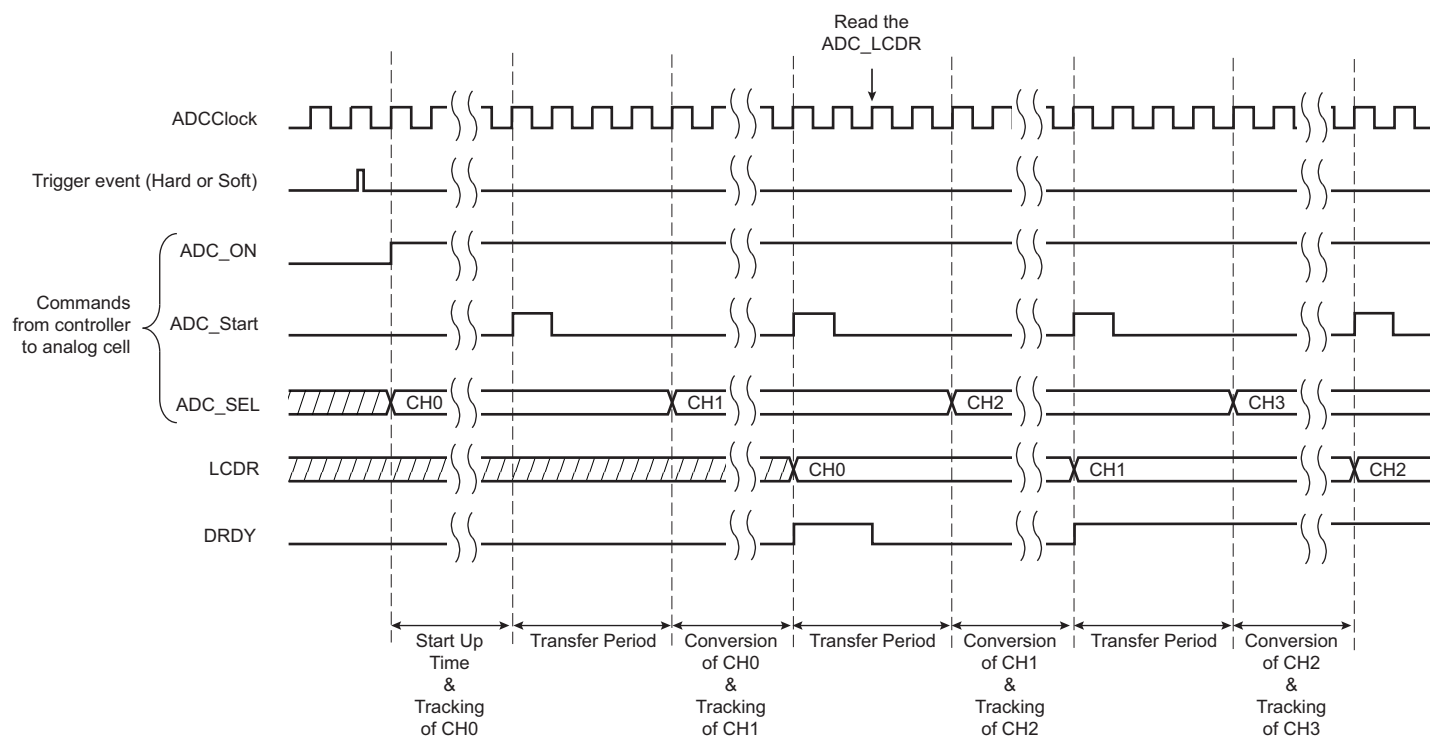 Read the
ADC_LCDR
ADCClock
Trigger event (Hard or Soft)
ADC_ON
Commands
from controller
to analog cell
ADC_Start
ADC_SEL
CH0
CH1
CH2
CH3
LCDR
CH0
CH1
CH2
DRDY
Start Up
Time
&
Tracking
of CH0
Transfer Period
Conversion
of CH0
&
Tracking
of CH1
Transfer Period
Conversion
of CH1
&
Tracking
of CH2
Transfer Period
Conversion
of CH2
&
Tracking
of CH3